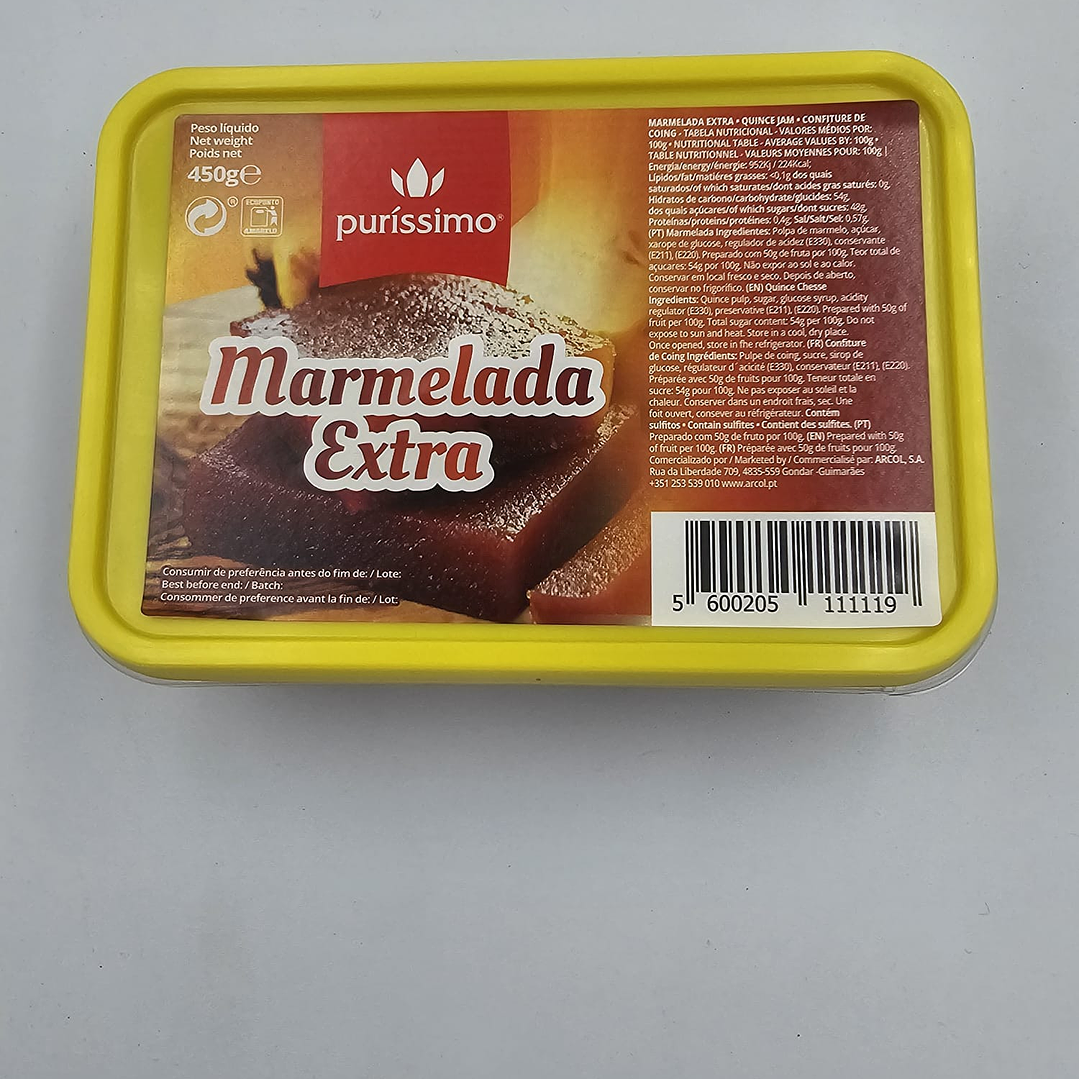 Peso líquido
Net weight
Poids net
450g℮
ECOPONTO
AMARELO
puríssimo®
Marmelada
Extra
Consumir de preferência antes do fim de: / Lote:
Best before end: / Batch:
Consommer de preference avant la fin de: / Lot:
MARMELADA EXTRA • QUINCE JAM • CONFITURE DE
COING - TABELA NUTRICIONAL - VALORES MÉDIOS POR:
100g • NUTRITIONAL TABLE - AVERAGE VALUES BY: 100g •
TABLE NUTRITIONNEL - VALEURS MOYENNES POUR: 100g |
Energia/energy/énergie: 952Kj / 224Kcal;
Lípidos/fat/matiéres grasses: <0,1g dos quais
saturados/of which saturates/dont acides gras saturés: 0g,
Hidratos de carbono/carbohydrate/glucides: 54g,
dos quais açúcares/of which sugars/dont sucres: 48g,
Proteínas/proteins/protéines: 0,4g; Sal/Salt/Sel: 0,57g.
(PT) Marmelada Ingredientes: Polpa de marmelo, açúcar,
xarope de glucose, regulador de acidez (E330), conservante
(E211), (E220). Preparado com 50g de fruta por 100g. Teor total de
açucares: 54g por 100g. Não expor ao sol e ao calor.
Conservar em local fresco e seco. Depois de aberto,
conservar no frigorífico. (EN) Quince Chesse
Ingredients: Quince pulp, sugar, glucose syrup, acidity
regulator (E330), preservative (E211), (E220). Prepared with 50g of
fruit per 100g. Total sugar content: 54g per 100g. Do not
expose to sun and heat. Store in a cool, dry place.
Once opened, store in fhe refrigerator. (FR) Confiture
de Coing Ingrédients: Pulpe de coing, sucre, sirop de
glucose, régulateur d´ acicité (E330), conservateur (E211), (E220).
Préparée avec 50g de fruits pour 100g. Teneur totale en
sucre: 54g pour 100g. Ne pas exposer au soleil et la
chaleur. Conserver dans un endroit frais, sec. Une
foit ouvert, consever au réfrigérateur. Contém
sulfitos • Contain sulfites • Contient des sulfites. (PT)
Preparado com 50g de fruto por 100g. (EN) Prepared with 50g
of fruit per 100g. (FR) Préparée avec 50g de fruits pour 100g.
Comercializado por / Marketed by / Commercialisé par: ARCOL, S.A.
Rua da Liberdade 709, 4835-559 Gondar -Guimarães
+351 253 539 010 www.arcol.pt
5 600205 111119